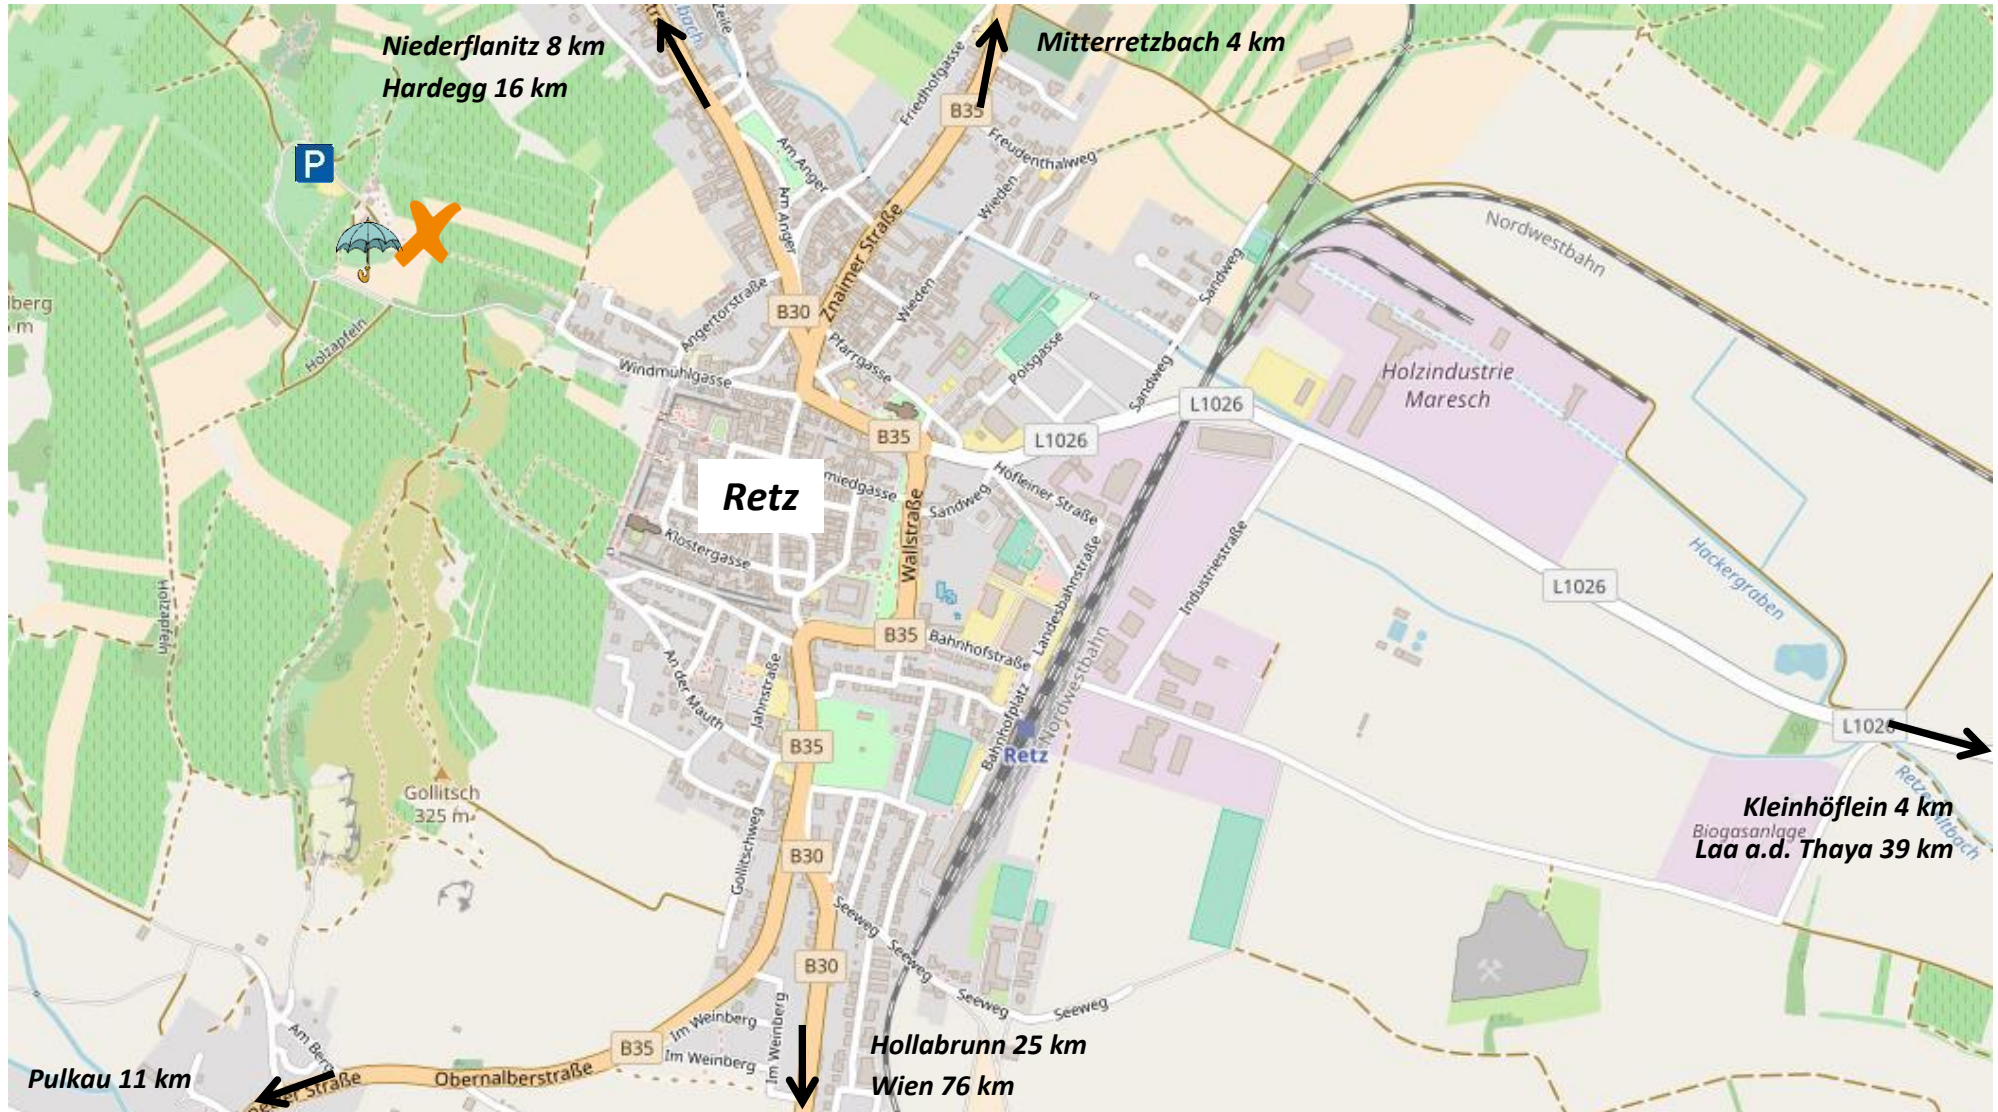 Niederflanitz 8 km
Hardegg 16 km
Mitterretzbach 4 km
Zeile
Friedhofgasse
B35
P
Am Anger
Am Anger
Freudenthalweg
Wieden
Nordwestbahn
Znaimer Straße
Sandweg
Wieden
Angertorstraße
B30
Holzapfeln
Pfarrgasse
Polsgasse
Windmühlgasse
Sandweg
Holzindustrie
Maresch
L1026
B35
L1026
Retz
miedgasse
Höfleiner Straße
Sandweg
Wallstraße
Klostergasse
Industriestraße
Landesbahnstraße
Hackergraben
L1026
Holzapfeln
B35
Bahnhofstraße
Nordwestbahn
An der Mauth
Jahnstraße
Bahnhofplatz
L1026
B35
Retz
Gollitsch
325 m
Kleinhöflein 4 km
Biogasanlage
Laa a.d. Thaya 39 km
Gollitschweg
B30
Seeweg
Seeweg
B30
Seeweg
Seeweg
Im Weinberg
Im Weinberg
Im Weinberg
Am Berg
B35
Hollabrunn 25 km
Wien 76 km
Pulkau 11 km
Straße
Obernalberstraße